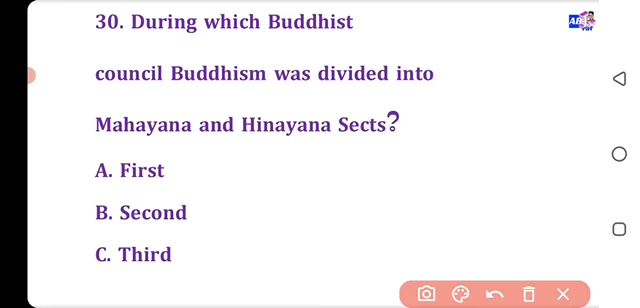 30. During which Buddhist
council Buddhism was divided into
Mahayana and Hinayana Sects?
A. First
B. Second
C. Third